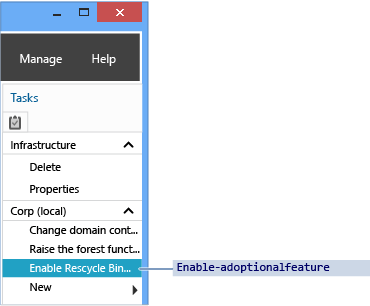 Manage Help
Tasks
Infrastructure
Delete
Properties
Corp (local)
Change domain cont...
Raise the forest funct...
Enable Rescycle Bin...
Enable-adoptionalfeature
New